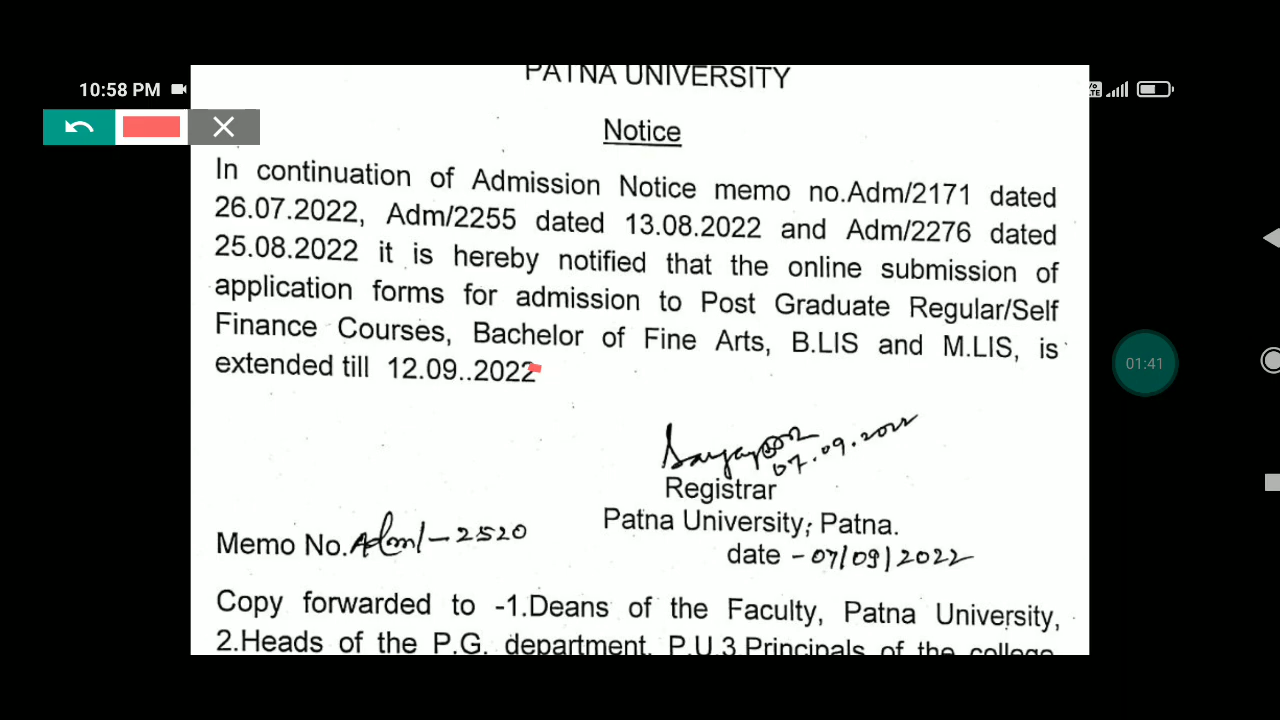 PATNA UNIVERSITY
10:58 PM
Notice
In continuation of Admission Notice memo no.Adm/2171 dated
26.07.2022, Adm/2255 dated 13.08.2022 and Adm/2276 dated
25.08.2022 it is hereby notified that the online submission of
application forms for admission to Post Graduate Regular/Self
Finance Courses, Bachelor of Fine Arts, B.LIS and M.LIS, is
extended till 12.09..2022
01:41
07.09.2022
Registrar
Patna University, Patna.
Memo No. Adm/-2520
date - 07/09/2022
Copy forwarded to -1.Deans of the Faculty, Patna University,
2.Heads of the P.G. department, P.U.3.Principals of the college